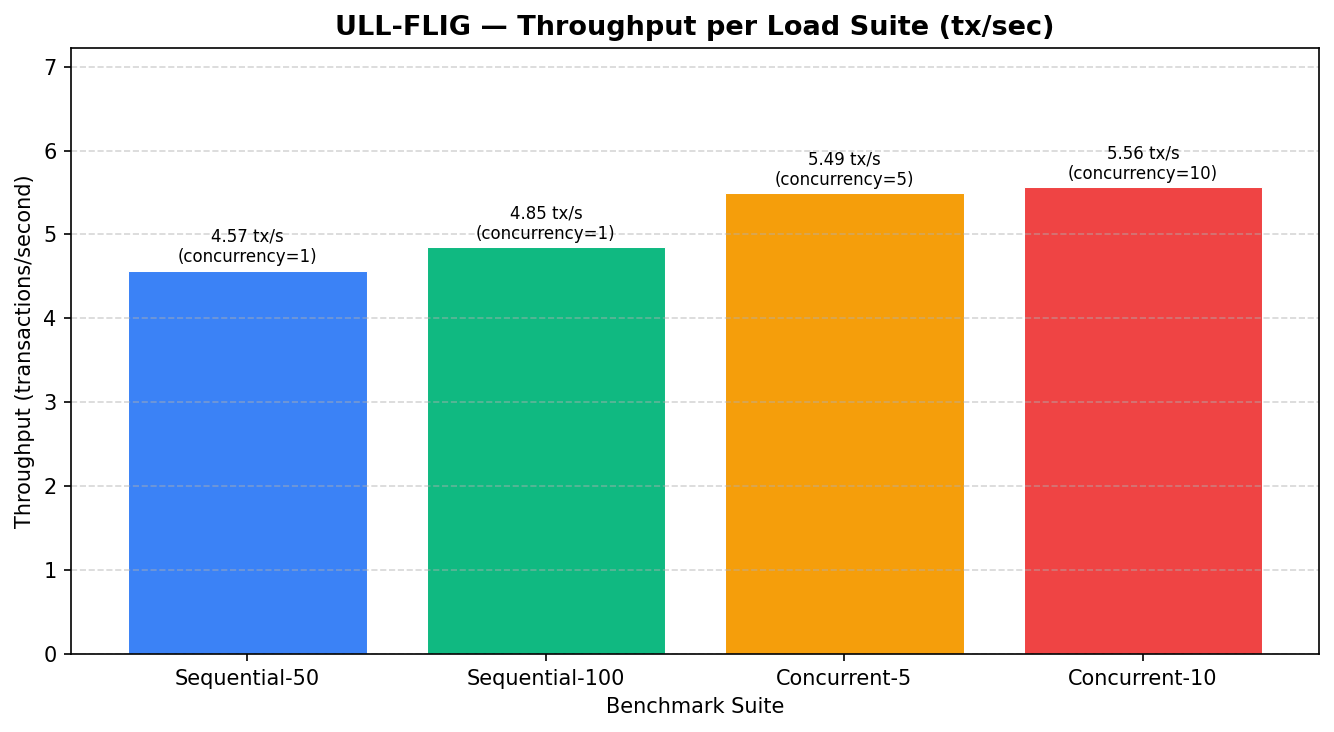 ULL-FLIG — Throughput per Load Suite (tx/sec)
Throughput (transactions/second)
7
6
5
4
3
2
1
0
4.57 tx/s
(concurrency=1)
4.85 tx/s
(concurrency=1)
5.49 tx/s
(concurrency=5)
5.56 tx/s
(concurrency=10)
Sequential-50
Sequential-100
Concurrent-5
Concurrent-10
Benchmark Suite